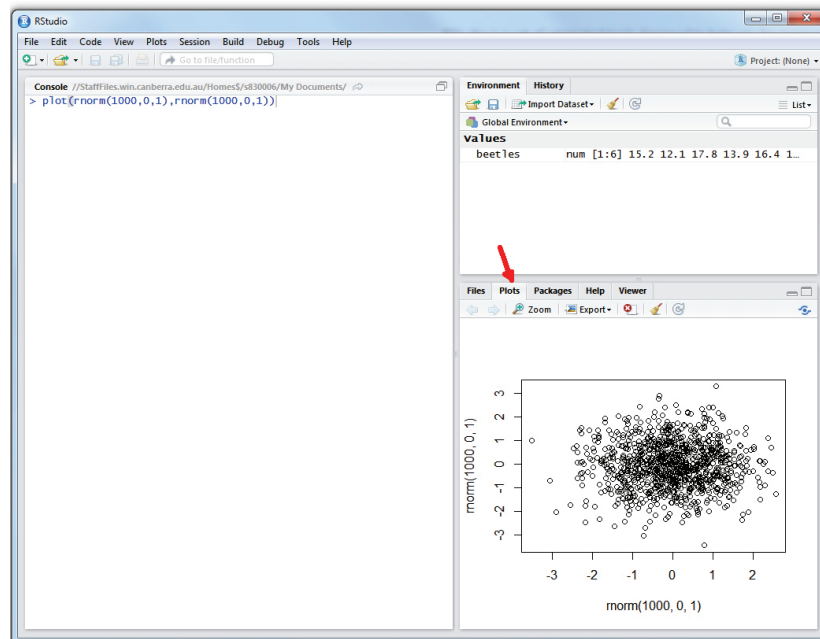 RStudio
File Edit Code View Plots Session Build Debug Tools Help
Go to file/function
Project: (None)
Console //StaffFiles.win.canberra.edu.au/Homes$/s830006/My Documents/
> plot(rnorm(1000,0,1),rnorm(1000,0,1))
Environment History
Import Dataset
List
Global Environment
values
beetles num [1:6] 15.2 12.1 17.8 13.9 16.4 1…
Files Plots Packages Help Viewer
Zoom Export
rnorm(1000, 0, 1)
3
2
1
0
-1
-2
-3
-3 -2 -1 0 1 2
rnorm(1000, 0, 1)